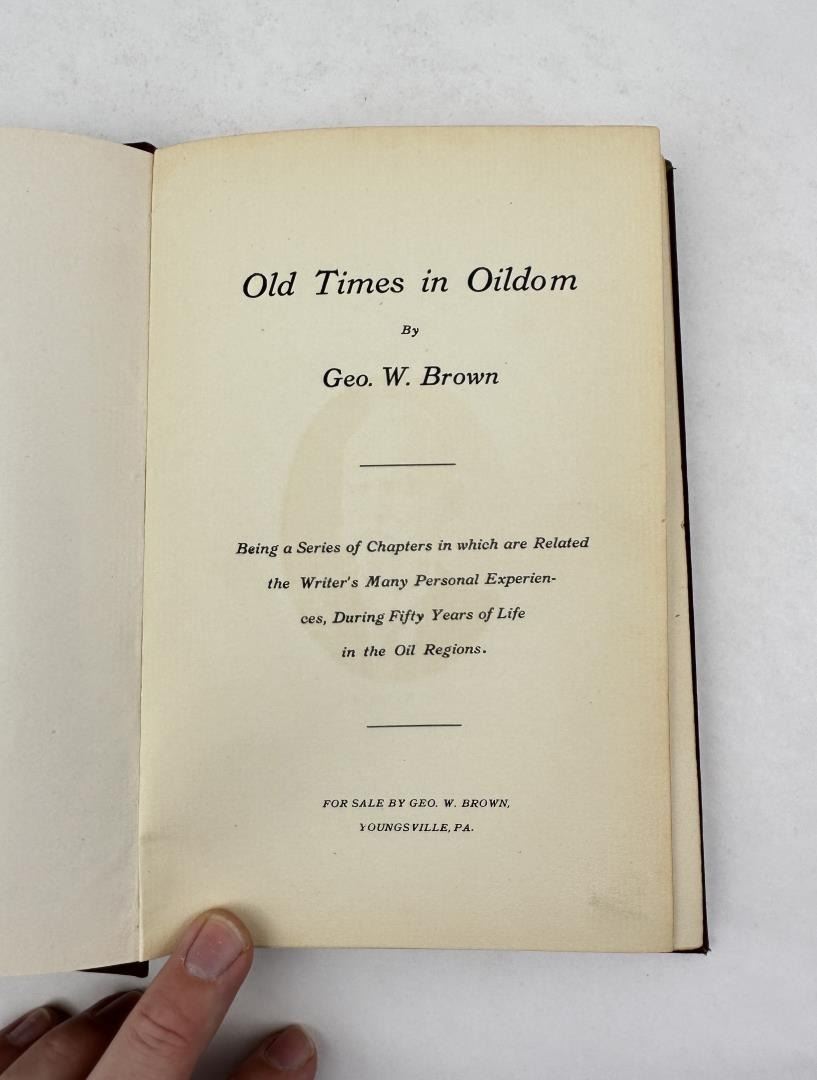 Old Times in Oildom
By
Geo. W. Brown
Being a Series of Chapters in which are Related
the Writer's Many Personal Experien-
ces, During Fifty Years of Life
in the Oil Regions.
FOR SALE BY GEO. W. BROWN,
YOUNGSVILLE, PA.